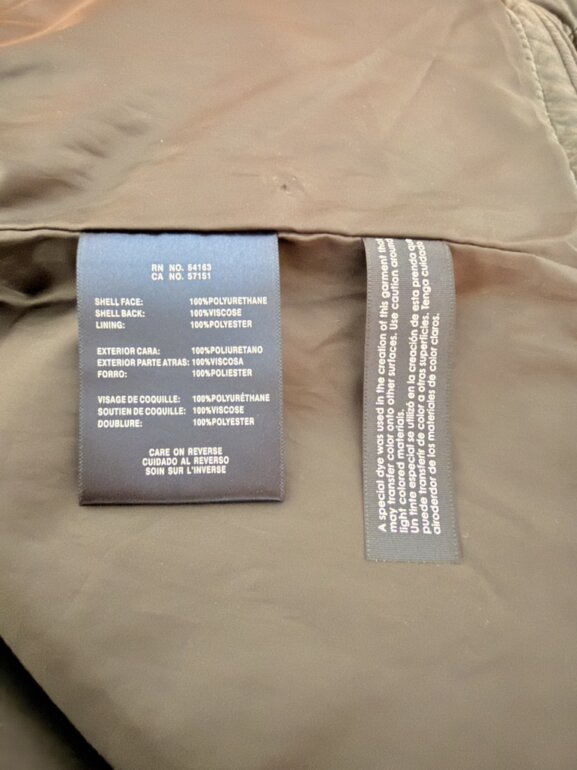 RN NO. 54163
CA NO. 57151
SHELL FACE: 100%POLYURETHANE
SHELL BACK: 100%VISCOSE
LINING: 100%POLYESTER
EXTERIOR CARA: 100%POLIURETANO
EXTERIOR PARTE ATRAS: 100%VISCOSA
FORRO: 100%POLIESTER
VISAGE DE COQUILLE: 100%POLYURÉTHANE
SOUTIEN DE COQUILLE: 100%VISCOSE
DOUBLURE: 100%POLYESTER
CARE ON REVERSE
CUIDADO AL REVERSO
SOIN SUR L'INVERSE
A special dye was used in the creation of this garment that
may transfer color onto other surfaces. Use caution around
light colored materials.
Un tinte especial se utilizó en la creación de esta prenda que
puede transferir de color a otras superficies. Tenga cuidado
alroderdor de los materiales de color claros.